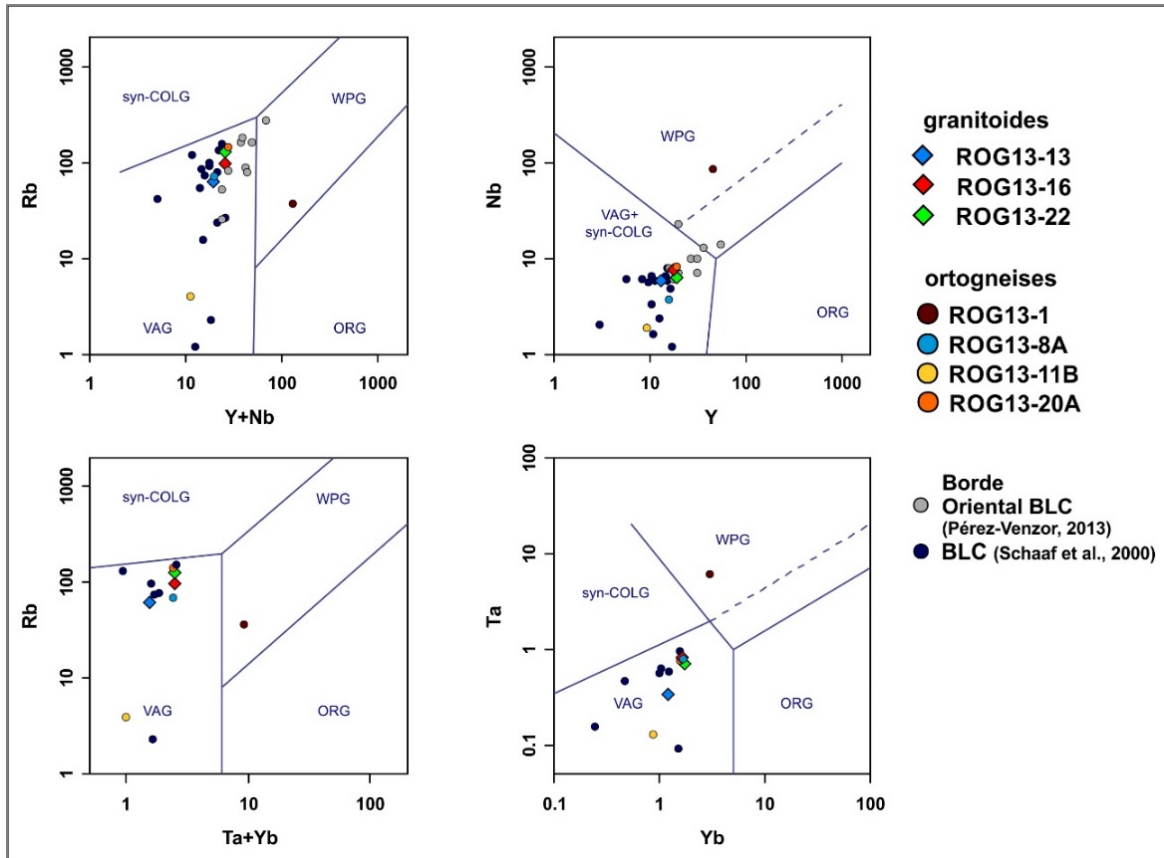 1000
100
10
1
Rb
syn-COLG
WPG
VAG
ORG
1
10
100
1000
Y+Nb
1000
100
10
1
Nb
WPG
VAG+
syn-COLG
ORG
1
10
100
1000
Y
1000
100
10
1
Rb
syn-COLG
WPG
VAG
ORG
1
10
100
Ta+Yb
100
10
1
0.1
Ta
WPG
syn-COLG
VAG
ORG
0.1
1
10
100
Yb
granitoides
ROG13-13
ROG13-16
ROG13-22
ortogneises
ROG13-1
ROG13-8A
ROG13-11B
ROG13-20A
Borde
Oriental BLC
(Pérez-Venzor, 2013)
BLC (Schaaf et al., 2000)